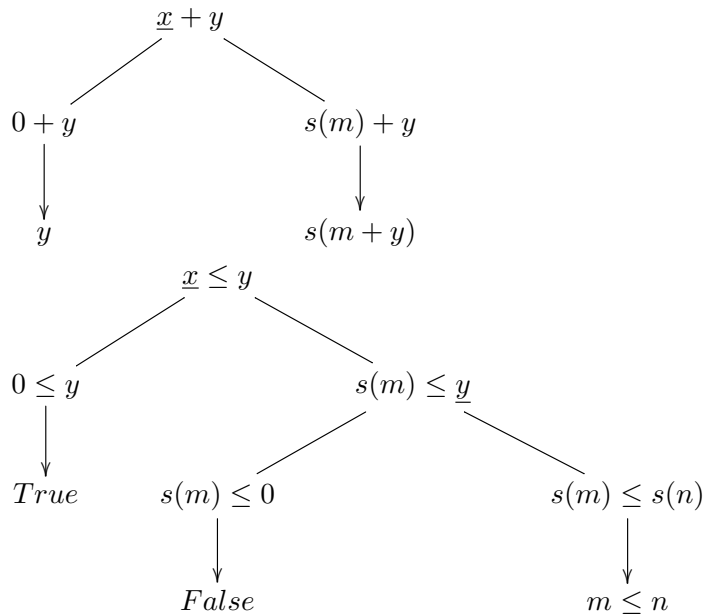 x + y
0 + y s(m) + y
y s(m + y)
x ≤ y
0 ≤ y s(m) ≤ y
True s(m) ≤ 0 s(m) ≤ s(n)
False m ≤ n